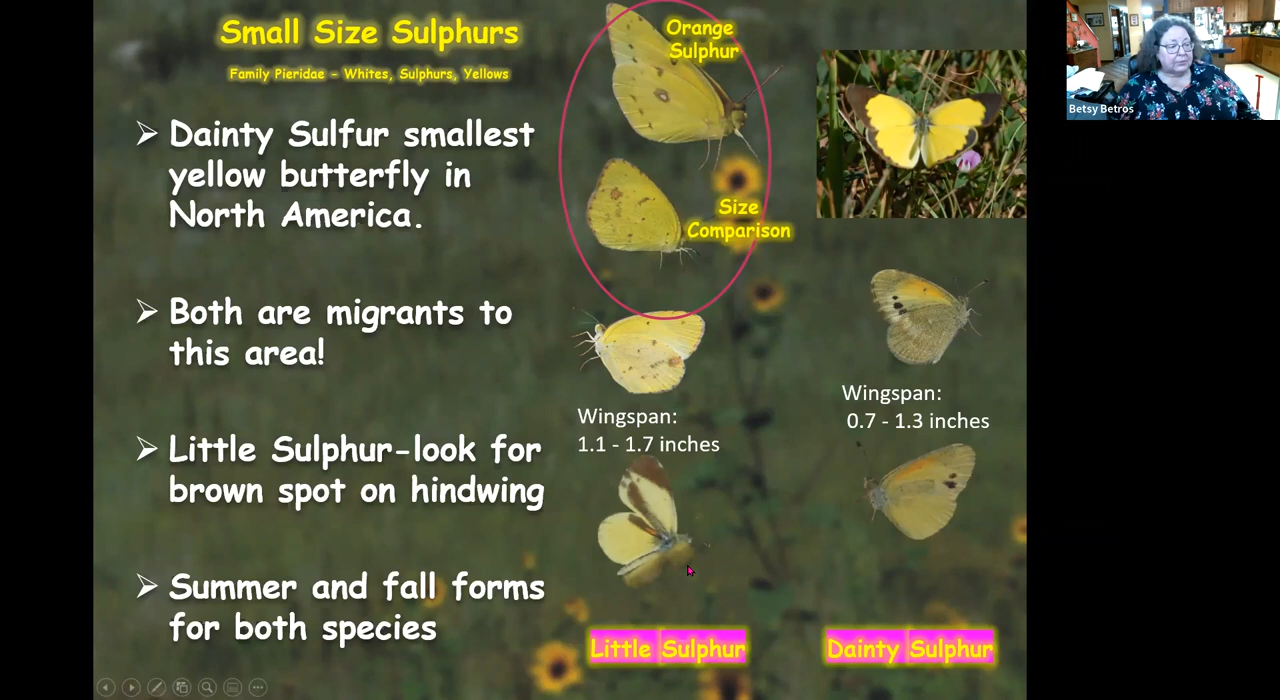 Small Size Sulphurs
Family Pieridae – Whites, Sulphurs, Yellows
Dainty Sulfur smallest
yellow butterfly in
North America.
Both are migrants to
this area!
Little Sulphur-look for
brown spot on hindwing
Summer and fall forms
for both species
Orange
Sulphur
Size
Comparison
Wingspan:
1.1 - 1.7 inches
Little Sulphur
Wingspan:
0.7 - 1.3 inches
Dainty Sulphur
Betsy Betros